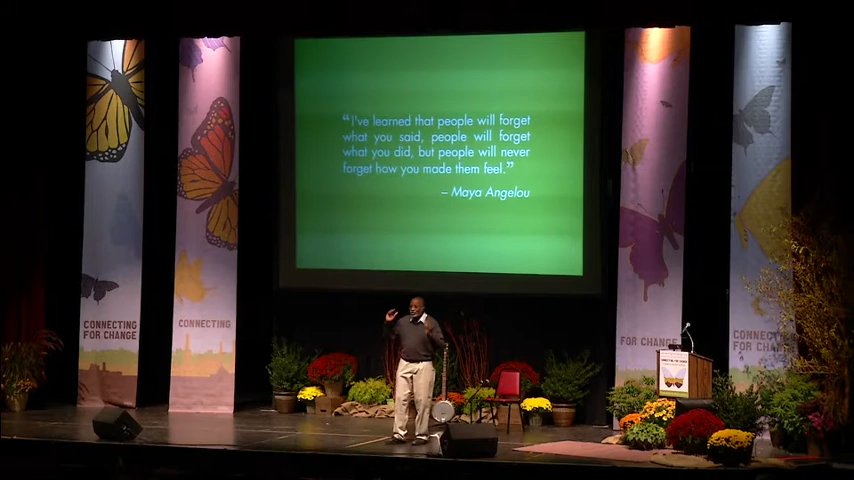 “I've learned that people will forget
what you said, people will forget
what you did, but people will never
forget how you made them feel.”
– Maya Angelou
CONNECTING
FOR CHANGE
CONNECTING
FOR CHANGE
CONNECTING
FOR CHANGE